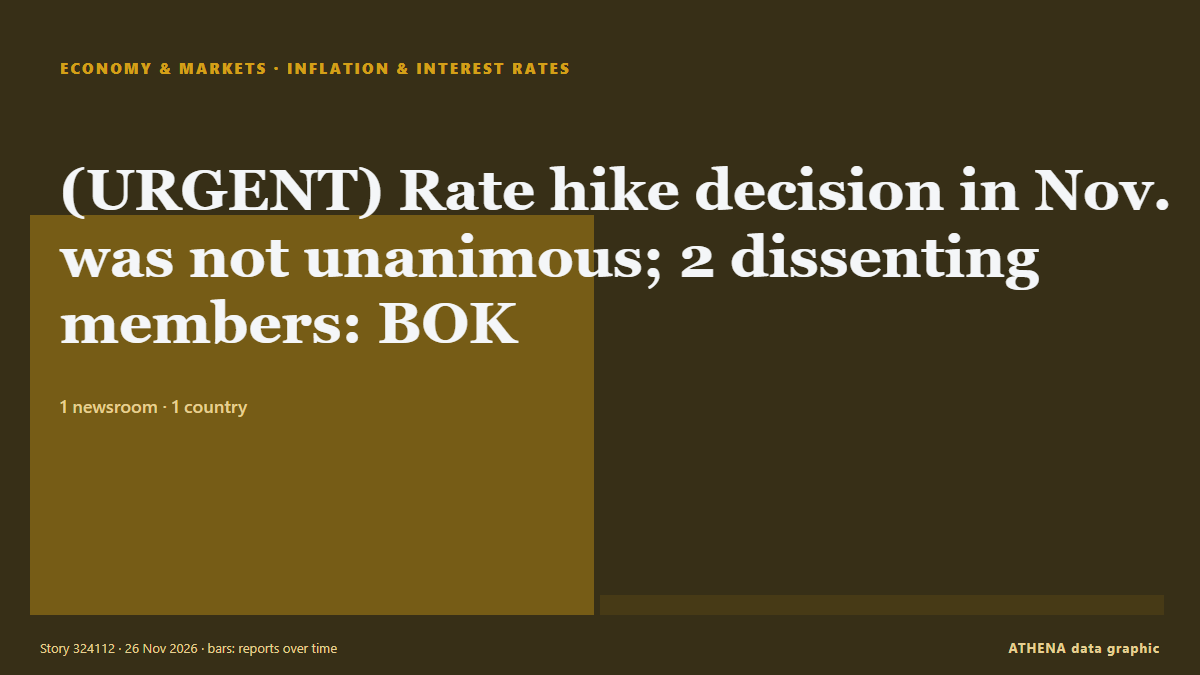 ECONOMY & MARKETS · INFLATION & INTEREST RATES
(URGENT) Rate hike decision in Nov.
was not unanimous; 2 dissenting
members: BOK
1 newsroom · 1 country
Story 324112 · 26 Nov 2026 · bars: reports over time
ATHENA data graphic